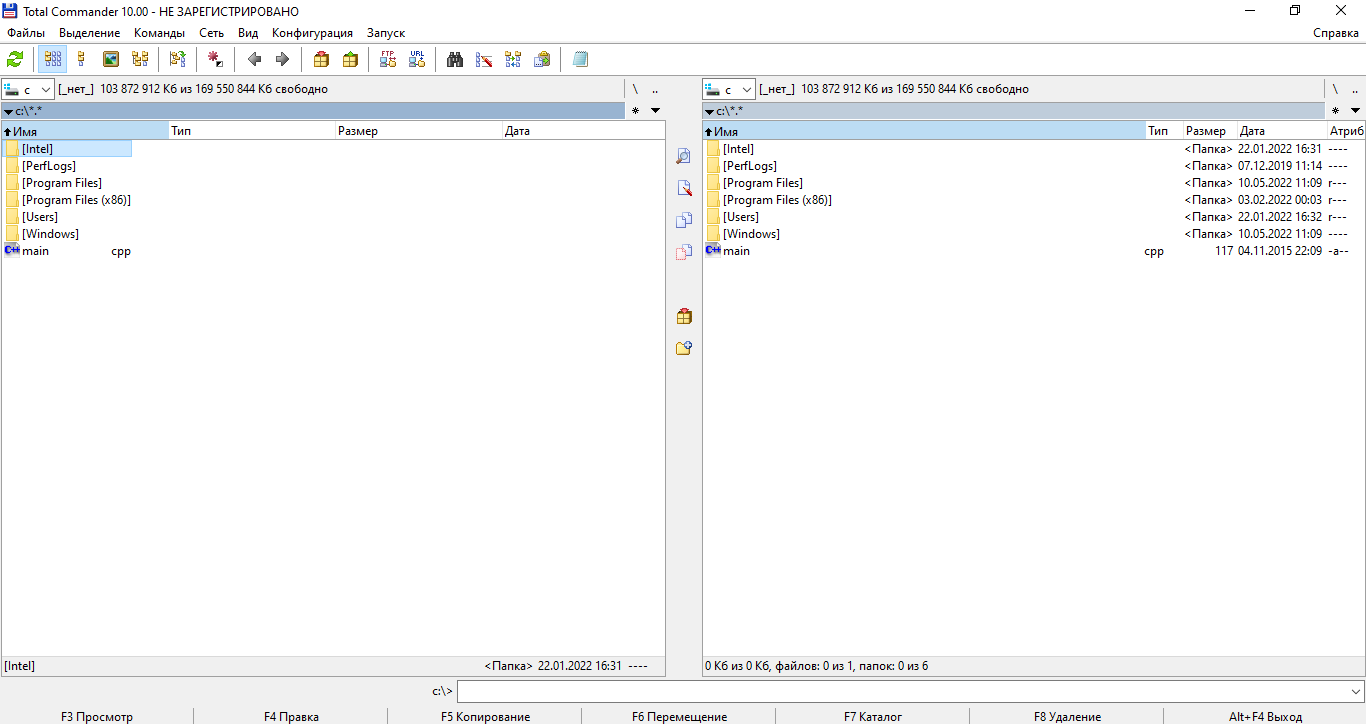 Total Commander 10.00 - НЕ ЗАРЕГИСТРИРОВАНО
Файлы Выделение Команды Сеть Вид Конфигурация Запуск Справка
FTP URL
c [_нет_] 103 872 912 Кб из 169 550 844 Кб свободно \ ..
c:\*.* *
Имя Тип Размер Дата
[Intel]
[PerfLogs]
[Program Files]
[Program Files (x86)]
[Users]
[Windows]
C++ main cpp
[Intel] <Папка> 22.01.2022 16:31 ----
c [_нет_] 103 872 912 Кб из 169 550 844 Кб свободно \ ..
c:\*.* *
Имя Тип Размер Дата Атриб
[Intel] <Папка> 22.01.2022 16:31 ----
[PerfLogs] <Папка> 07.12.2019 11:14 ----
[Program Files] <Папка> 10.05.2022 11:09 r---
[Program Files (x86)] <Папка> 03.02.2022 00:03 r---
[Users] <Папка> 22.01.2022 16:32 r---
[Windows] <Папка> 10.05.2022 11:09 ----
C++ main cpp 117 04.11.2015 22:09 -a--
0 Кб из 0 Кб, файлов: 0 из 1, папок: 0 из 6
c:\>
F3 Просмотр F4 Правка F5 Копирование F6 Перемещение F7 Каталог F8 Удаление Alt+F4 Выход